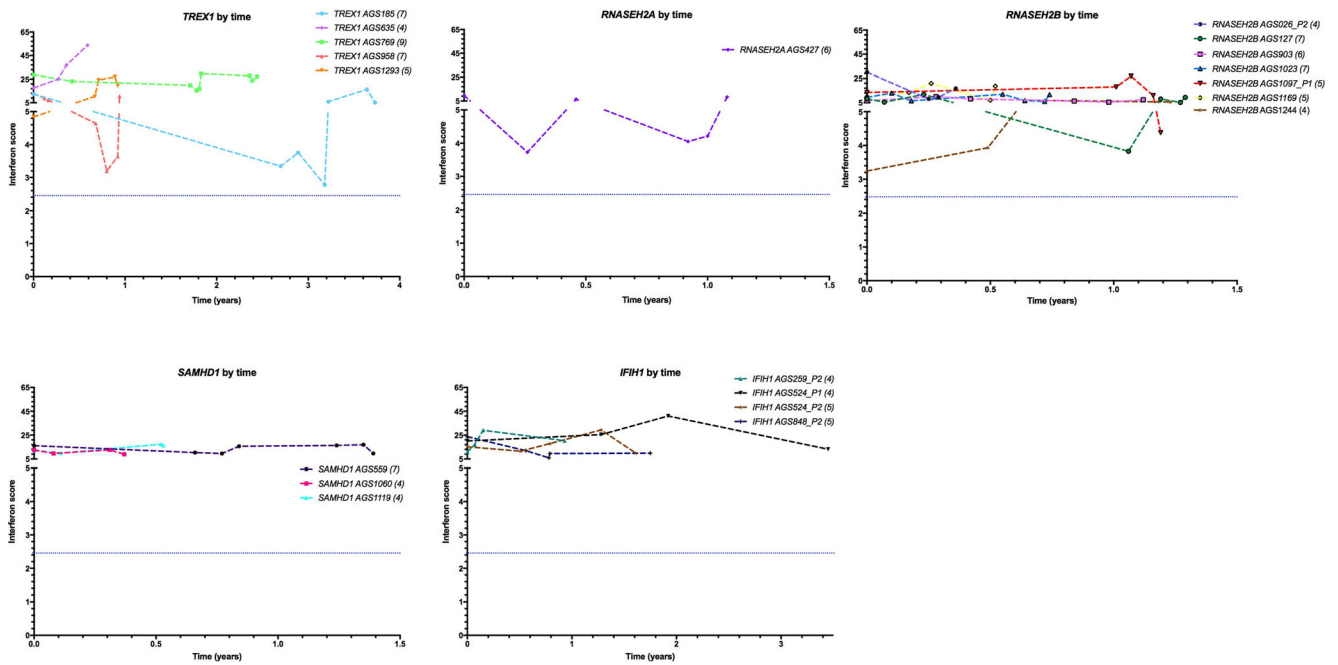 TREX1 by time
65
45
25
5
5
4
3
2
1
0
Interferon score
0
1
2
3
4
Time (years)
TREX1 AGS185 (7)
TREX1 AGS635 (4)
TREX1 AGS769 (9)
TREX1 AGS958 (7)
TREX1 AGS1293 (5)
RNASEH2A by time
65
45
25
5
5
4
3
2
1
0
Interferon score
0.0
0.5
1.0
1.5
Time (years)
RNASEH2A AGS427 (6)
RNASEH2B by time
65
45
25
5
5
4
3
2
1
0
Interferon score
0.0
0.5
1.0
1.5
Time (years)
RNASEH2B AGS026_P2 (4)
RNASEH2B AGS127 (7)
RNASEH2B AGS903 (6)
RNASEH2B AGS1023 (7)
RNASEH2B AGS1097_P1 (5)
RNASEH2B AGS1169 (5)
RNASEH2B AGS1244 (4)
SAMHD1 by time
65
45
25
5
5
4
3
2
1
0
Interferon score
0.0
0.5
1.0
1.5
Time (years)
SAMHD1 AGS559 (7)
SAMHD1 AGS1060 (4)
SAMHD1 AGS1119 (4)
IFIH1 by time
65
45
25
5
5
4
3
2
1
0
Interferon score
0
1
2
3
Time (years)
IFIH1 AGS259_P2 (4)
IFIH1 AGS524_P1 (4)
IFIH1 AGS524_P2 (5)
IFIH1 AGS848_P2 (5)